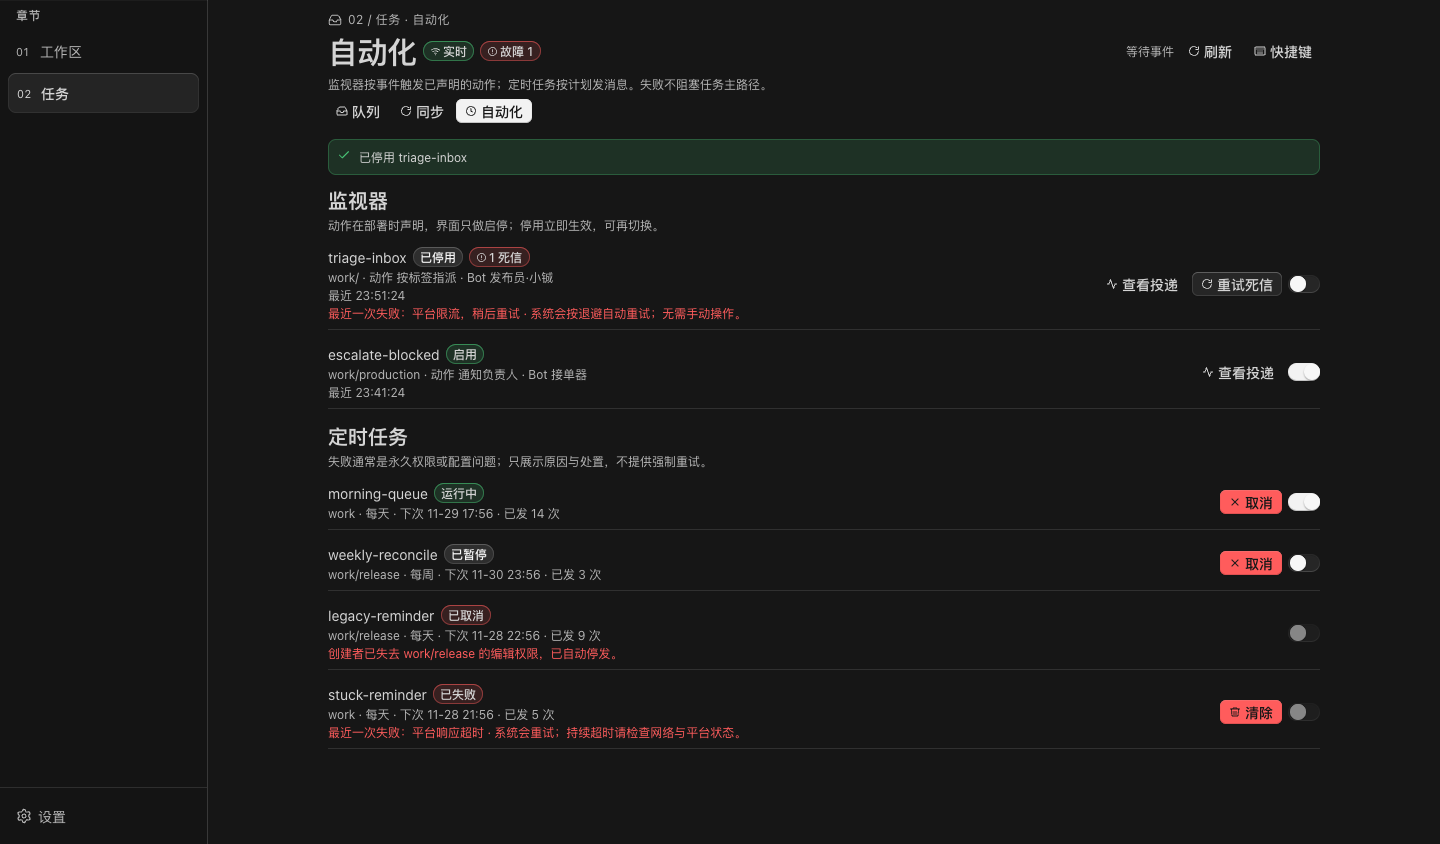 章节
01 工作区
02 任务
设置
02 / 任务 · 自动化
自动化 实时 故障 1
等待事件 刷新 快捷键
监视器按事件触发已声明的动作；定时任务按计划发消息。失败不阻塞任务主路径。
队列 同步 自动化
已停用 triage-inbox
监视器
动作在部署时声明，界面只做启停；停用立即生效，可再切换。
triage-inbox 已停用 1 死信
work/ · 动作 按标签指派 · Bot 发布员·小钺
最近 23:51:24
最近一次失败：平台限流，稍后重试 · 系统会按退避自动重试；无需手动操作。
查看投递 重试死信
escalate-blocked 启用
work/production · 动作 通知负责人 · Bot 接单器
最近 23:41:24
查看投递
定时任务
失败通常是永久权限或配置问题；只展示原因与处置，不提供强制重试。
morning-queue 运行中
work · 每天 · 下次 11-29 17:56 · 已发 14 次
取消
weekly-reconcile 已暂停
work/release · 每周 · 下次 11-30 23:56 · 已发 3 次
取消
legacy-reminder 已取消
work/release · 每天 · 下次 11-28 22:56 · 已发 9 次
创建者已失去 work/release 的编辑权限，已自动停发。
stuck-reminder 已失败
work · 每天 · 下次 11-28 21:56 · 已发 5 次
最近一次失败：平台响应超时 · 系统会重试；持续超时请检查网络与平台状态。
清除